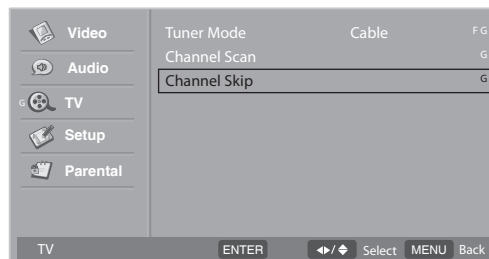 Video
Audio
G TV
Setup
Parental
Tuner Mode Cable F G
Channel Scan G
Channel Skip G
TV ENTER ◀▶/◆ Select MENU Back